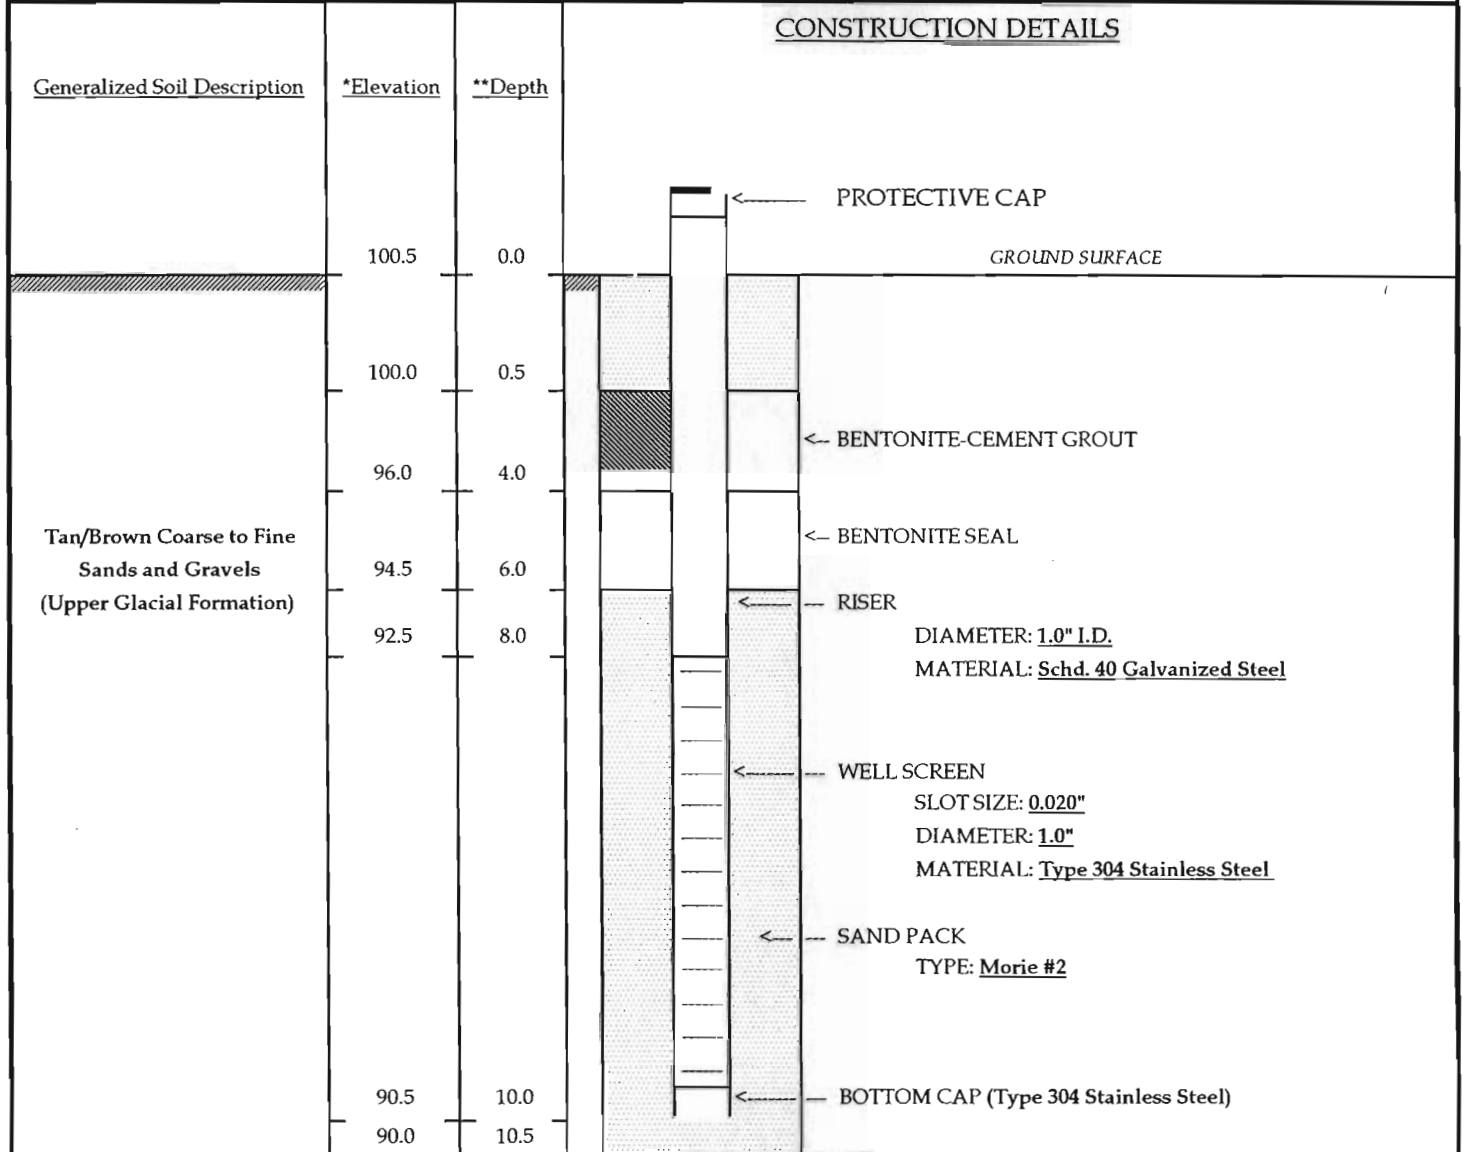 CONSTRUCTION DETAILS
Generalized Soil Description *Elevation **Depth
PROTECTIVE CAP
100.5 0.0 GROUND SURFACE
100.0 0.5
BENTONITE-CEMENT GROUT
96.0 4.0
Tan/Brown Coarse to Fine BENTONITE SEAL
Sands and Gravels 94.5 6.0
(Upper Glacial Formation) RISER
92.5 8.0 DIAMETER: 1.0" I.D.
MATERIAL: Schd. 40 Galvanized Steel
WELL SCREEN
SLOT SIZE: 0.020"
DIAMETER: 1.0"
MATERIAL: Type 304 Stainless Steel
SAND PACK
TYPE: Morie #2
90.5 10.0 BOTTOM CAP (Type 304 Stainless Steel)
90.0 10.5